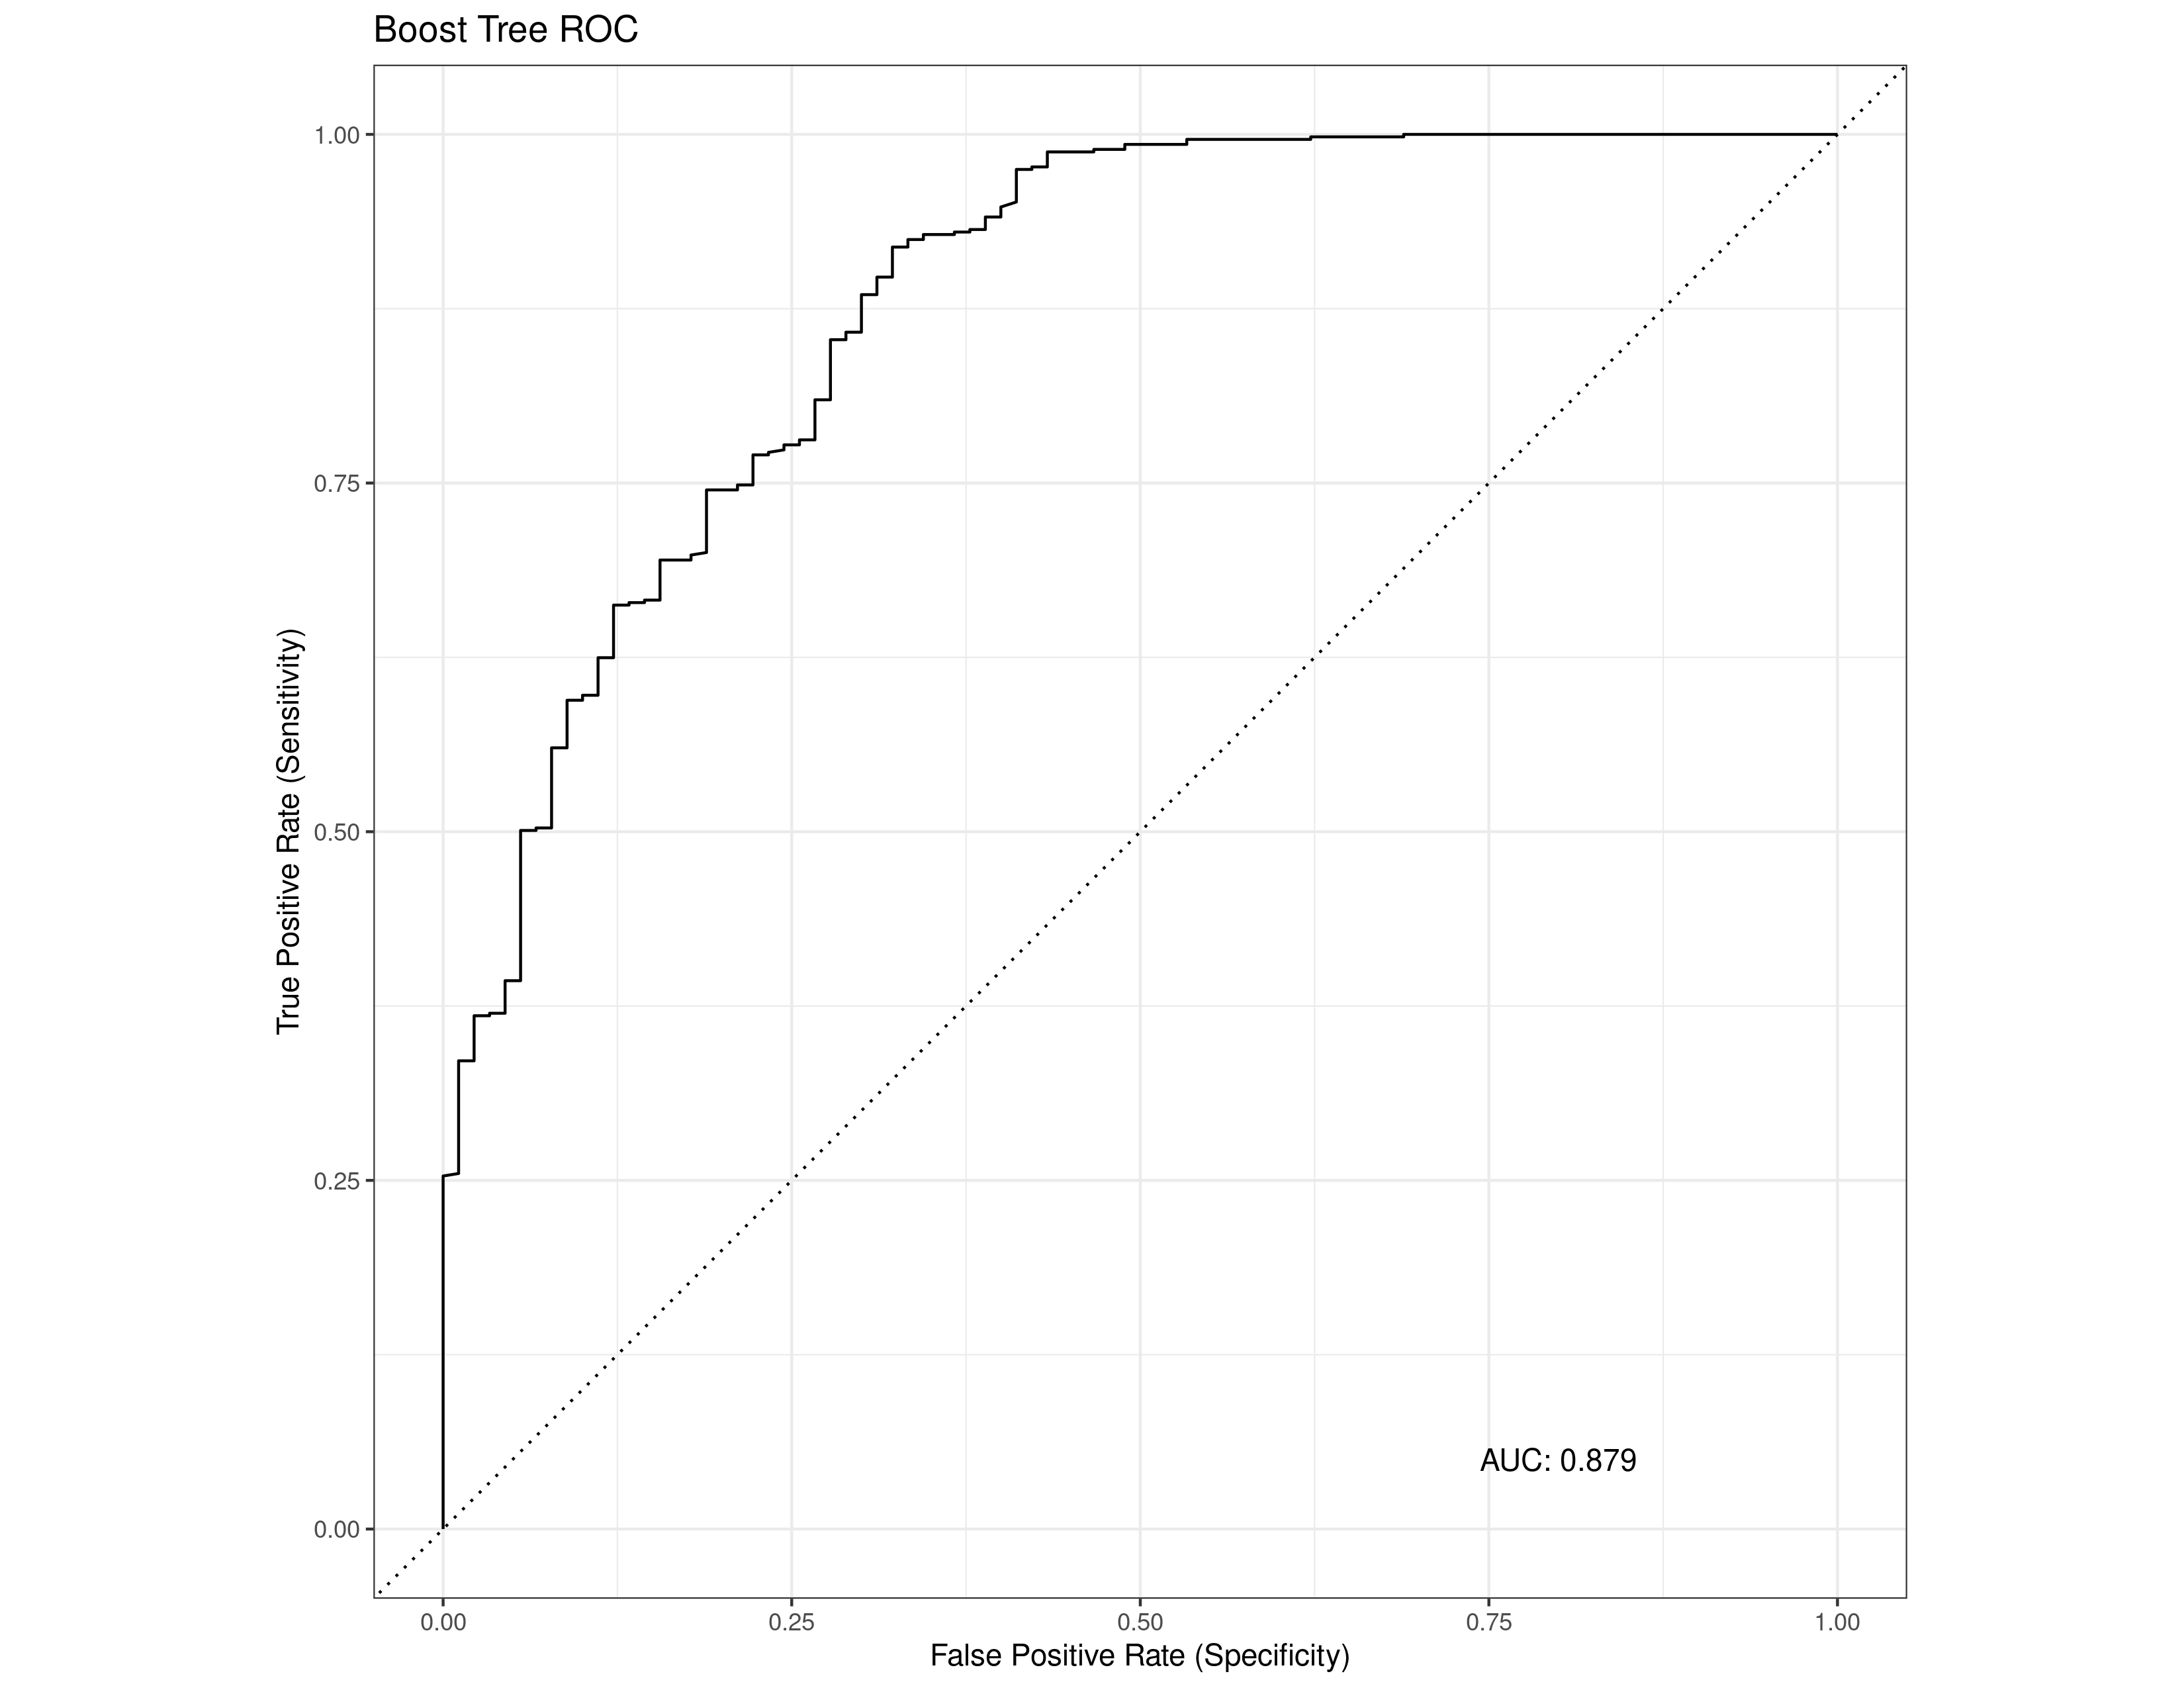 Boost Tree ROC
True Positive Rate (Sensitivity)
1.00
0.75
0.50
0.25
0.00
AUC: 0.879
0.00 0.25 0.50 0.75 1.00
False Positive Rate (Specificity)